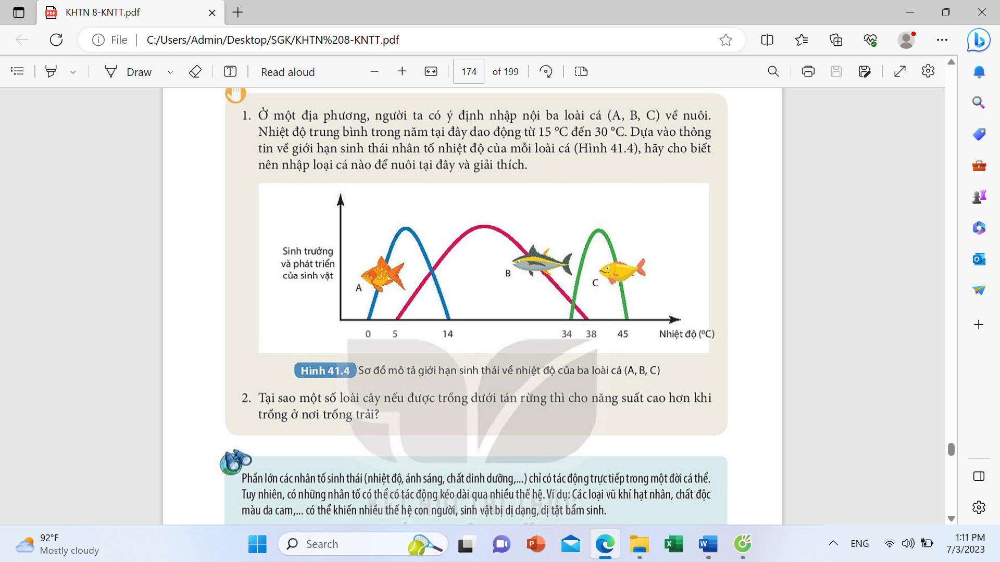 KHTN 8-KNTT.pdf
File
C:/Users/Admin/Desktop/SGK/KHTN%208-KNTT.pdf
Draw
Read aloud
174
of 199
1. Ở một địa phương, người ta có ý định nhập nội ba loài cá (A, B, C) về nuôi.
Nhiệt độ trung bình trong năm tại đây dao động từ 15 °C đến 30 °C. Dựa vào thông
tin về giới hạn sinh thái nhân tố nhiệt độ của mỗi loài cá (Hình 41.4), hãy cho biết
nên nhập loại cá nào để nuôi tại đây và giải thích.
Sinh trưởng
và phát triển
của sinh vật
A
B
C
0 5 14 34 38 45 Nhiệt độ (°C)
Hình 41.4 Sơ đồ mô tả giới hạn sinh thái về nhiệt độ của ba loài cá (A, B, C)
2. Tại sao một số loài cây nếu được trồng dưới tán rừng thì cho năng suất cao hơn khi
trồng ở nơi trống trải?
Phần lớn các nhân tố sinh thái (nhiệt độ, ánh sáng, chất dinh dưỡng,...) chỉ có tác động trực tiếp trong một đời cá thể.
Tuy nhiên, có những nhân tố có thể có tác động kéo dài qua nhiều thế hệ. Ví dụ: Các loại vũ khí hạt nhân, chất độc
màu da cam,... có thể khiến nhiều thế hệ con người, sinh vật bị dị dạng, dị tật bẩm sinh.
92°F
Mostly cloudy
Search
ENG
1:11 PM
7/3/2023